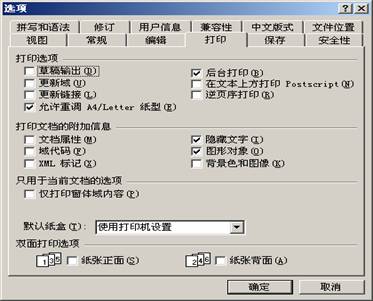 选项
拼写和语法 修订 用户信息 兼容性 中文版式 文件位置
视图 常规 编辑 打印 保存 安全性
打印选项
草稿输出(D) 后台打印(B)
更新域(U) 在文本上方打印 Postscript(N)
更新链接(L) 逆页序打印(R)
允许重调 A4/Letter 纸型(E)
打印文档的附加信息
文档属性(M) 隐藏文字(I)
域代码(F) 图形对象(O)
XML 标记(X) 背景色和图像(K)
只用于当前文档的选项
仅打印窗体域内容(P)
默认纸盒(T): 使用打印机设置
双面打印选项
1 3 5 纸张正面(S) 2 4 6 纸张背面(A)
确定 取消